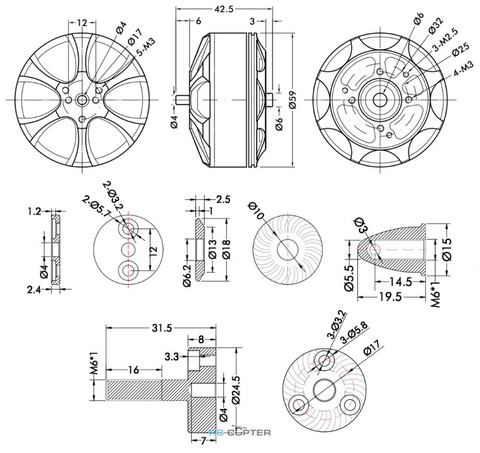 12
Ø4
Ø17
5-M3
42.5
6
3
Ø4
Ø6
Ø59
Ø6
Ø32
3-M2.5
Ø25
4-M3
1.2
Ø4
2.4
2-Ø3.2
2-Ø5.7
12
2.5
1
Ø6.2
Ø13
Ø18
Ø10
Ø3
Ø5.5
14.5
19.5
M6*1
Ø15
31.5
8
16
3.3
M6*1
Ø4
Ø24.5
7
3-Ø3.2
3-Ø5.8
Ø17
RC-COPTER